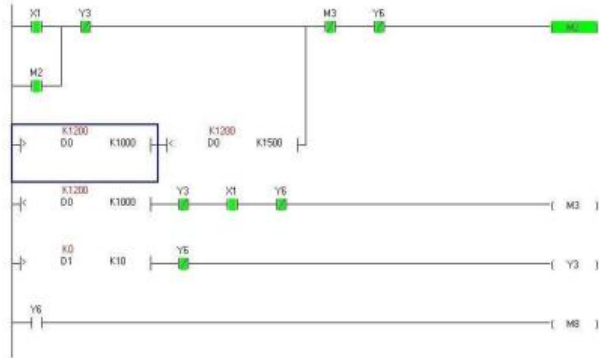 X1 Y3 M3 Y6
M2
M2
K1200 K1200
> D0 K1000 < D0 K1500
K1200 Y3 X1 Y6
< D0 K1000 ( M3 )
K0 Y6
> D1 K10 ( Y3 )
Y6
( M8 )